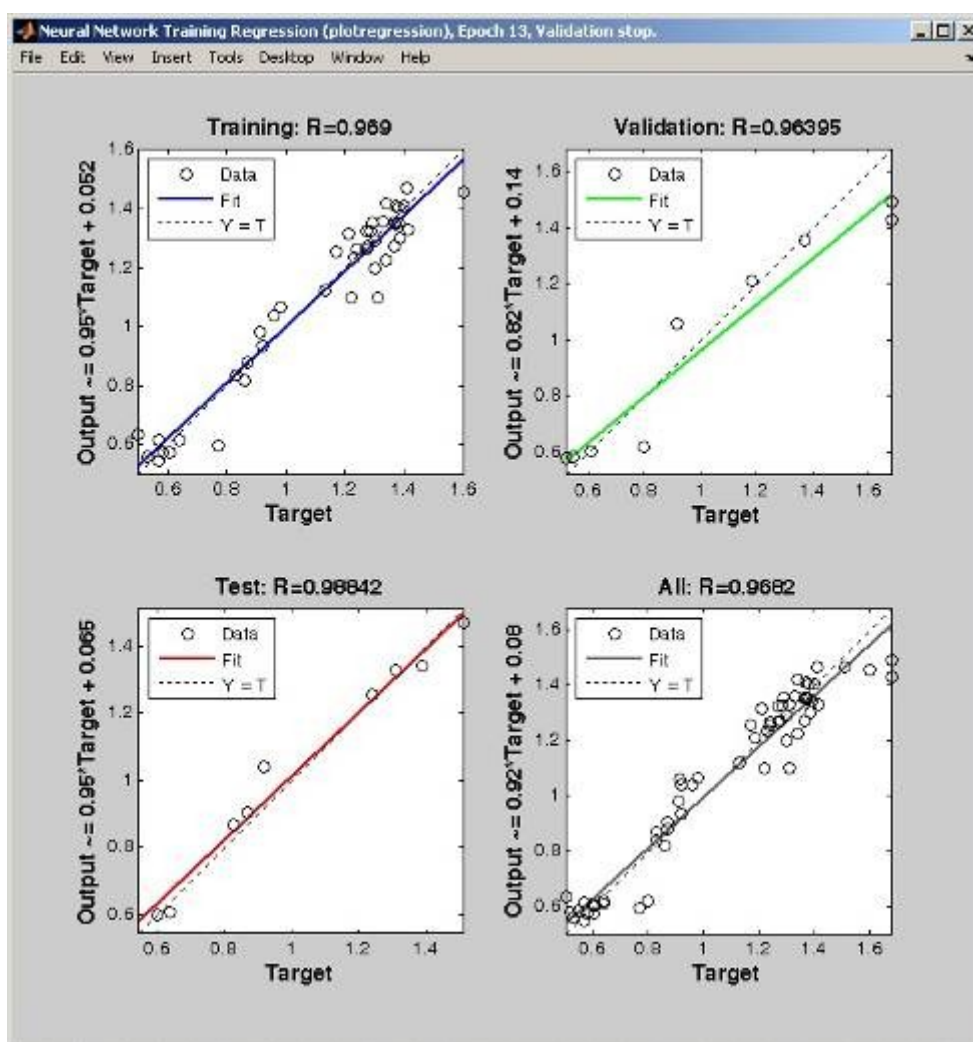 Neural Network Training Regression (plotregression), Epoch 13, Validation stop.
File Edit View Insert Tools Desktop Window Help
Training: R=0.969
Output ~= 0.95*Target + 0.052
1.6
1.4
1.2
1
0.8
0.6
Data
Fit
Y = T
0.6 0.8 1 1.2 1.4 1.6
Target
Validation: R=0.96395
Output ~= 0.82*Target + 0.14
1.6
1.4
1.2
1
0.8
0.6
Data
Fit
Y = T
0.6 0.8 1 1.2 1.4 1.6
Target
Test: R=0.98842
Output ~= 0.95*Target + 0.065
1.4
1.2
1
0.8
0.6
Data
Fit
Y = T
0.6 0.8 1 1.2 1.4
Target
All: R=0.9682
Output ~= 0.92*Target + 0.08
1.6
1.4
1.2
1
0.8
0.6
Data
Fit
Y = T
0.6 0.8 1 1.2 1.4 1.6
Target